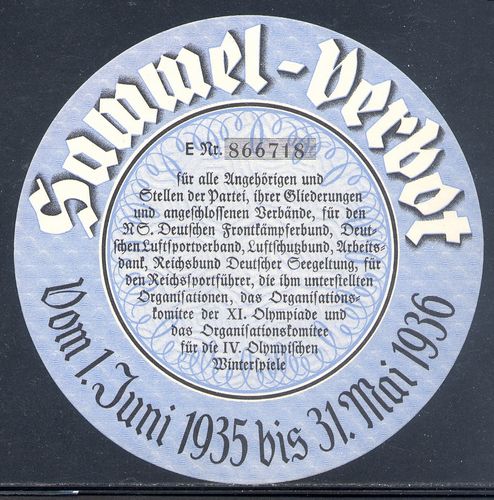 Sammel-Verbot
E Nr. 866718
für alle Angehörigen und
Stellen der Partei, ihrer Gliederungen
und angeschlossenen Verbände, für den
NS. Deutschen Frontkämpferbund, Deut-
schen Luftsportverband, Luftschutzbund, Arbeits-
dank, Reichsbund Deutscher Seegeltung, für
den Reichssportführer, die ihm unterstellten
Organisationen, das Organisations-
komitee der XI. Olympiade und
das Organisationskomitee
für die IV. Olympischen
Winterspiele
Vom 1. Juni 1935 bis 31. Mai 1936